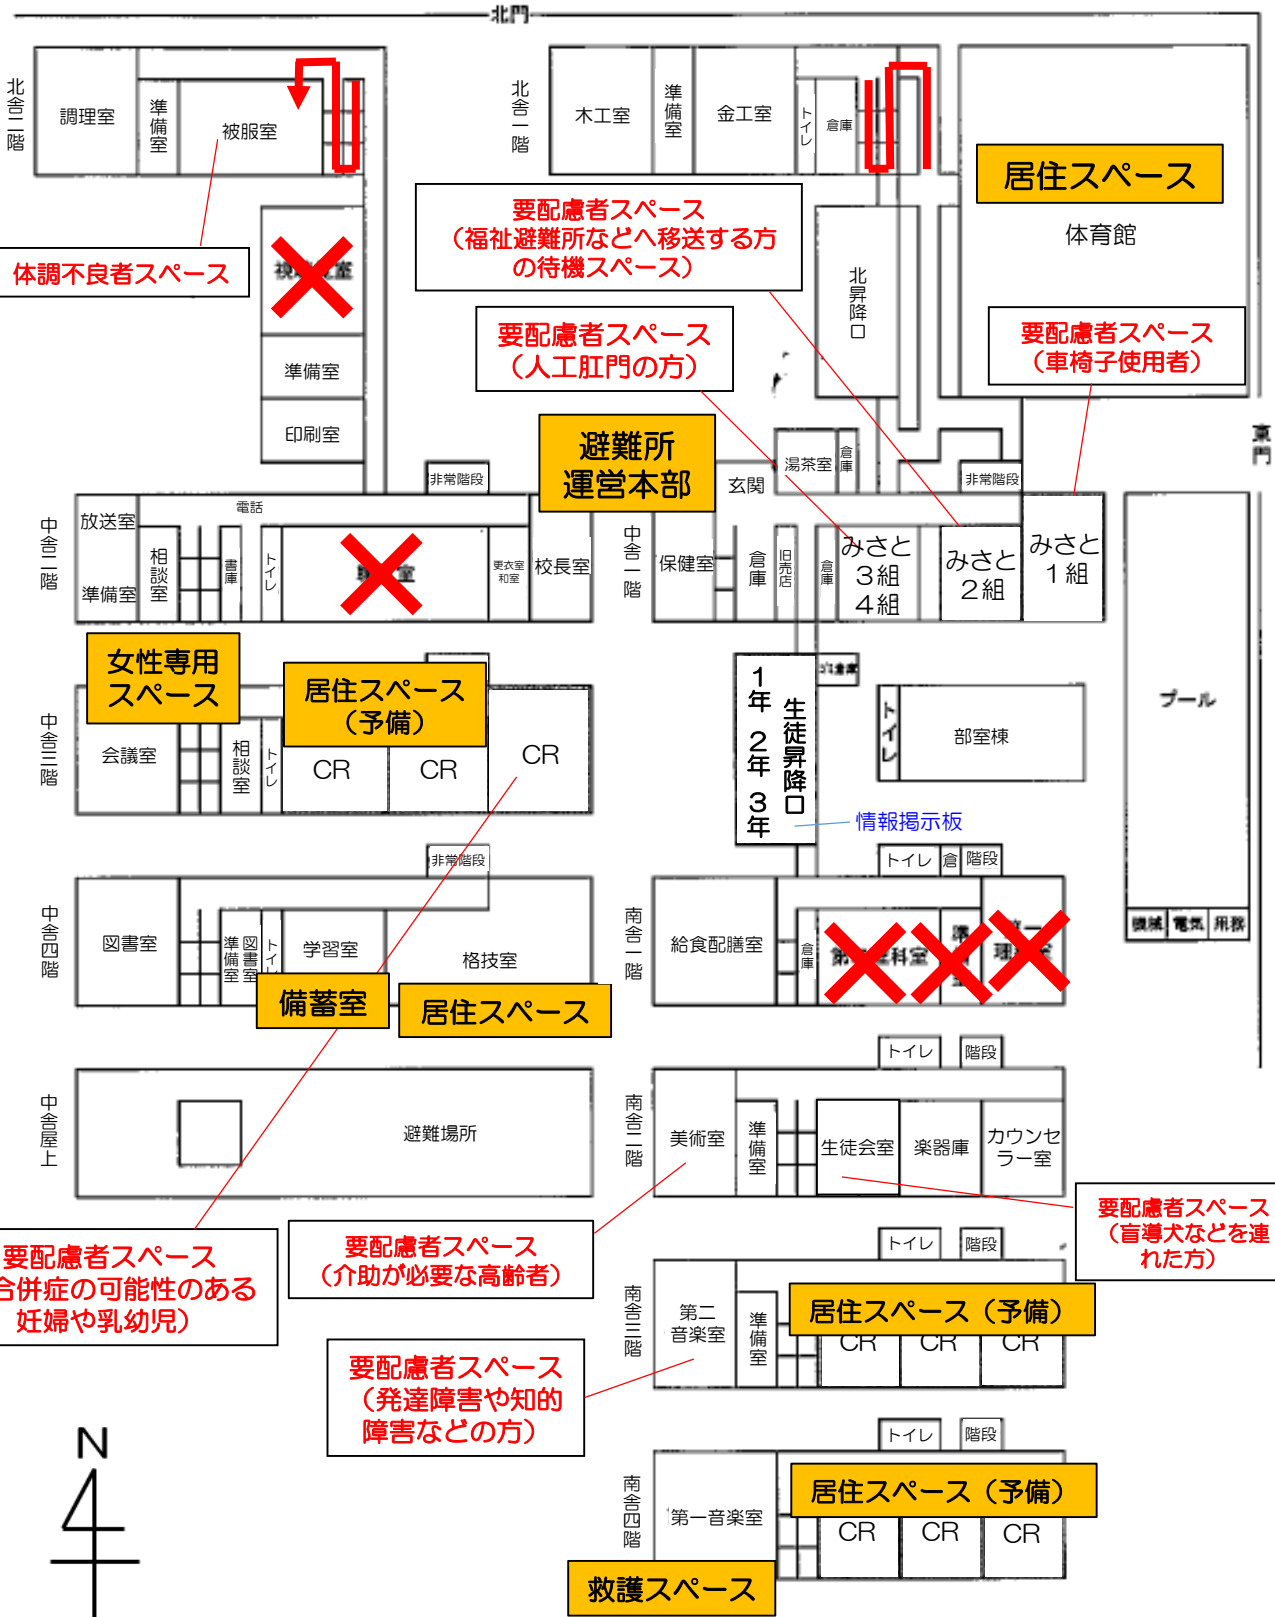 北門
北舎二階
調理室
準備室
被服室
北舎一階
木工室
準備室
金工室
トイレ
倉庫
居住スペース
体育館
体調不良者スペース
要配慮者スペース
（福祉避難所などへ移送する方
の待機スペース）
北昇降口
要配慮者スペース
（人工肛門の方）
要配慮者スペース
（車椅子使用者）
準備室
印刷室
東門
避難所
運営本部
湯茶室
倉庫
玄関
非常階段
非常階段
中舎二階
放送室
準備室
電話
相談室
書庫
トイレ
更衣室
和室
校長室
中舎一階
保健室
倉庫
旧売店
倉庫
みさと
３組
４組
みさと
２組
みさと
１組
女性専用
スペース
居住スペース
（予備）
中舎三階
会議室
相談室
トイレ
CR
CR
CR
生徒昇降口
１年 ２年 ３年
情報掲示板
トイレ
部室棟
プール
機械
電気
用務
非常階段
中舎四階
図書室
図書室
準備室
トイレ
学習室
格技室
備蓄室
居住スペース
トイレ
倉
階段
南舎一階
給食配膳室
倉庫
中舎屋上
避難場所
トイレ
階段
南舎二階
美術室
準備室
生徒会室
楽器庫
カウンセ
ラー室
要配慮者スペース
合併症の可能性のある
妊婦や乳幼児）
要配慮者スペース
（介助が必要な高齢者）
要配慮者スペース
（盲導犬などを連
れた方）
トイレ
階段
南舎三階
第二
音楽室
準備室
居住スペース（予備）
CR
CR
CR
要配慮者スペース
（発達障害や知的
障害などの方）
トイレ
階段
南舎四階
第一音楽室
居住スペース（予備）
CR
CR
CR
救護スペース
N